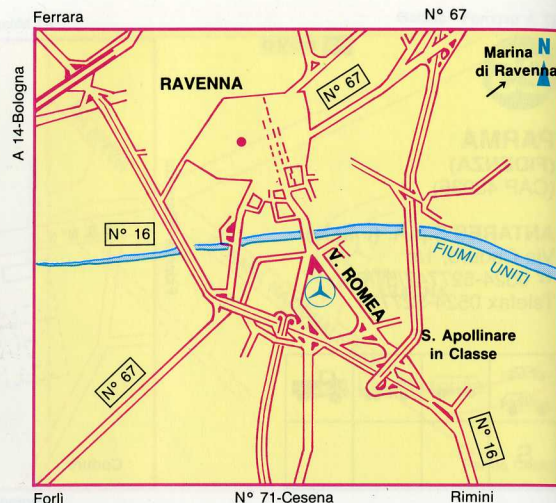 Ferrara
N° 67
A 14-Bologna
Marina N
di Ravenna
RAVENNA
N° 67
N° 16
FIUMI UNITI
V. ROMEA
S. Apollinare
in Classe
N° 67
N° 16
Forlì
N° 71-Cesena
Rimini